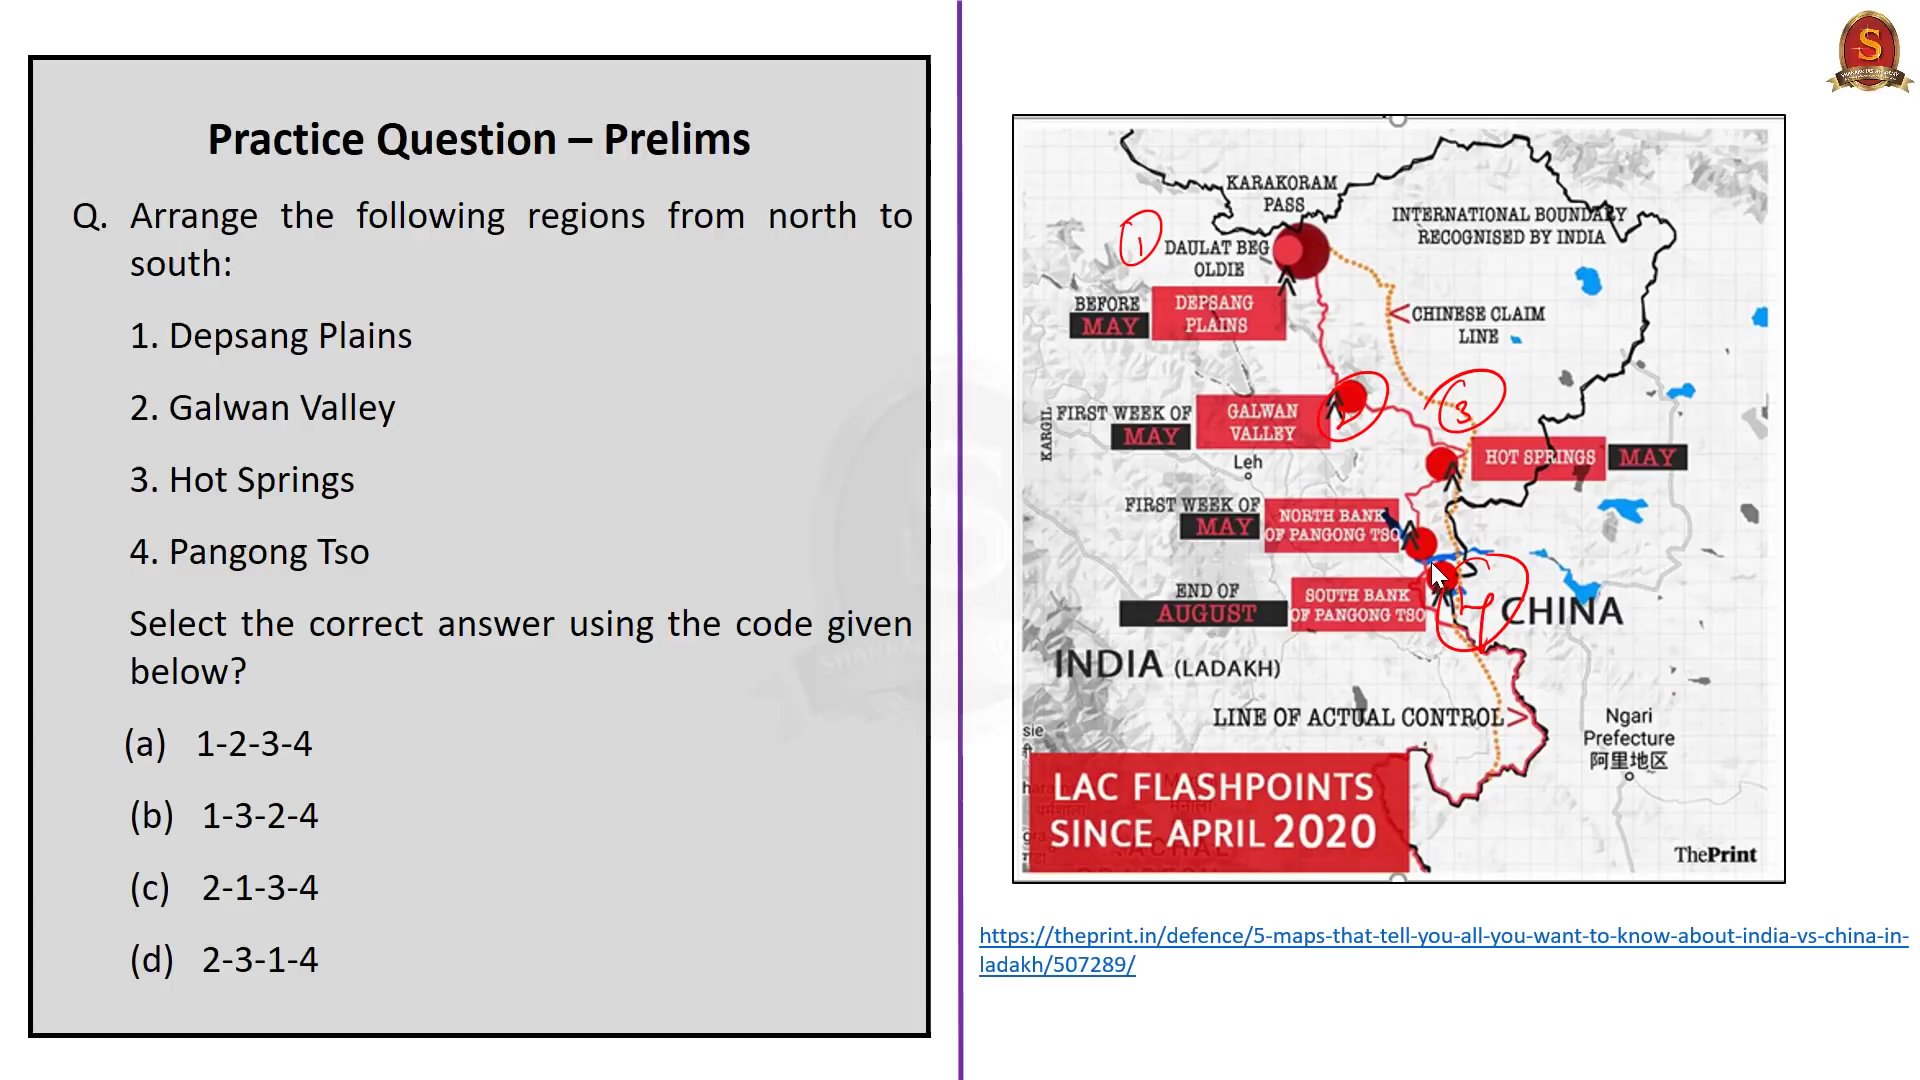 Practice Question – Prelims
Q. Arrange the following regions from north to
south:
1. Depsang Plains
2. Galwan Valley
3. Hot Springs
4. Pangong Tso
Select the correct answer using the code given
below?
(a) 1-2-3-4
(b) 1-3-2-4
(c) 2-1-3-4
(d) 2-3-1-4
S
SHANKAR IAS ACADEMY
KARAKORAM
PASS
INTERNATIONAL BOUNDARY
RECOGNISED BY INDIA
1
DAULAT BEG
OLDIE
BEFORE
MAY
DEPSANG
PLAINS
CHINESE CLAIM
LINE
KARGIL
FIRST WEEK OF
MAY
GALWAN
VALLEY
2
3
Leh
HOT SPRINGS
MAY
FIRST WEEK OF
MAY
NORTH BANK
OF PANGONG TSO
END OF
AUGUST
SOUTH BANK
OF PANGONG TSO
4
CHINA
INDIA (LADAKH)
LINE OF ACTUAL CONTROL
Ngari
Prefecture
阿里地区
LAC FLASHPOINTS
SINCE APRIL 2020
ThePrint
https://theprint.in/defence/5-maps-that-tell-you-all-you-want-to-know-about-india-vs-china-in-
ladakh/507289/